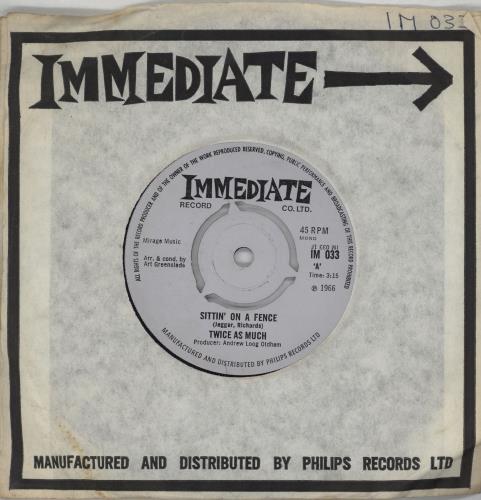 IM 033
IMMEDIATE
ALL RIGHTS OF THE RECORD PRODUCER AND OF THE OWNER OF THE WORK REPRODUCED RESERVED, COPYING, PUBLIC PERFORMANCE AND BROADCASTING OF THIS RECORD PROHIBITED
IMMEDIATE
RECORD CO. LTD.
45 RPM
MONO
Mirage Music
IM 033
Arr. & cond. by
Art Greenslade
'A'
Time: 3:15
℗ 1966
SITTIN' ON A FENCE
(Jaggar, Richards)
TWICE AS MUCH
Producer: Andrew Loog Oldham
MANUFACTURED AND DISTRIBUTED BY PHILIPS RECORDS LTD
MANUFACTURED AND DISTRIBUTED BY PHILIPS RECORDS LTD